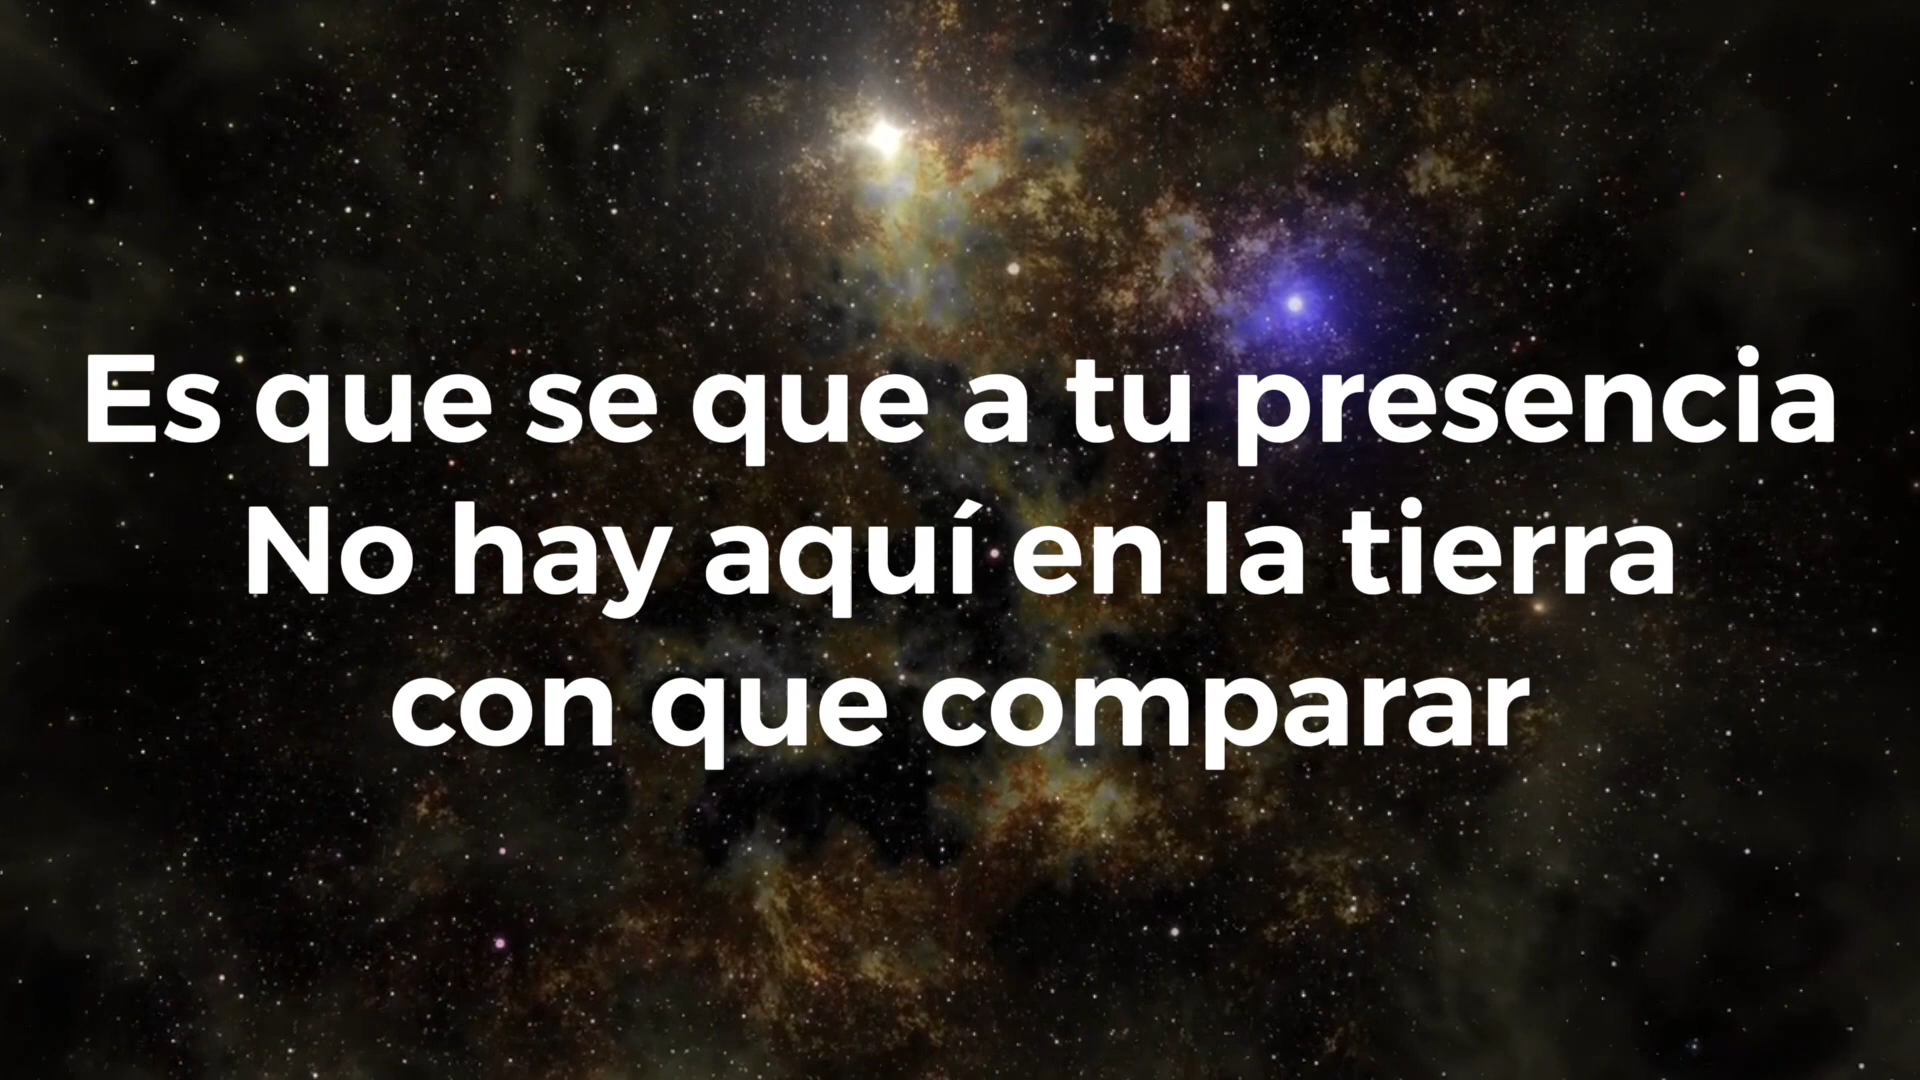 Es que se que a tu presencia
No hay aquí en la tierra
con que comparar